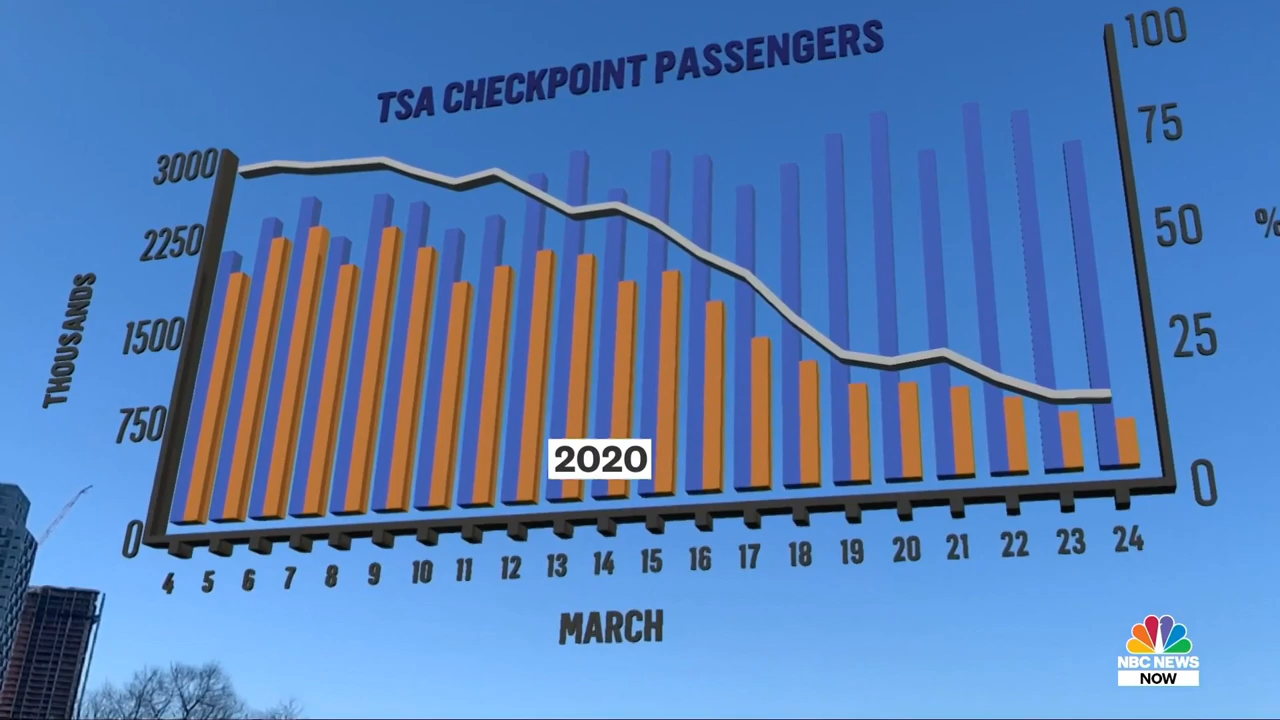 TSA CHECKPOINT PASSENGERS
100
75
50
25
0
%
3000
2250
1500
750
0
THOUSANDS
2020
4 5 6 7 8 9 10 11 12 13 14 15 16 17 18 19 20 21 22 23 24
MARCH
NBC NEWS
NOW